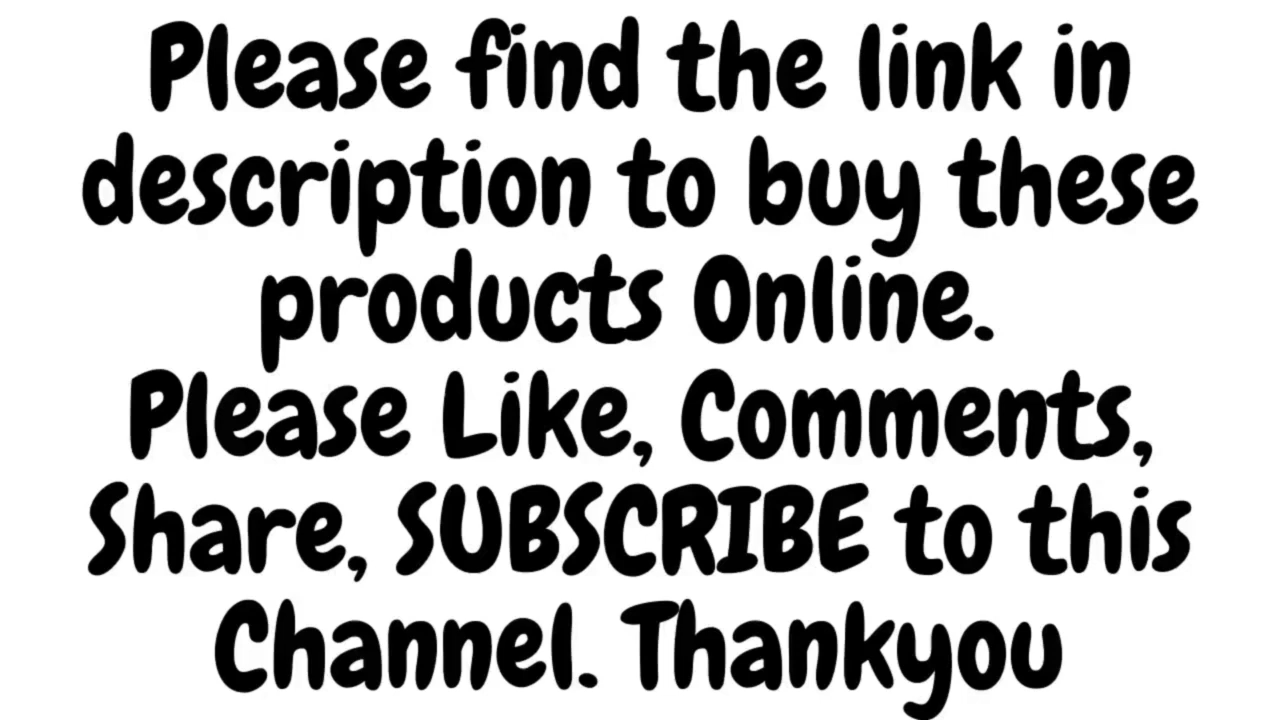 Please find the link in
description to buy these
products Online.
Please Like, Comments,
Share, SUBSCRIBE to this
Channel. Thankyou